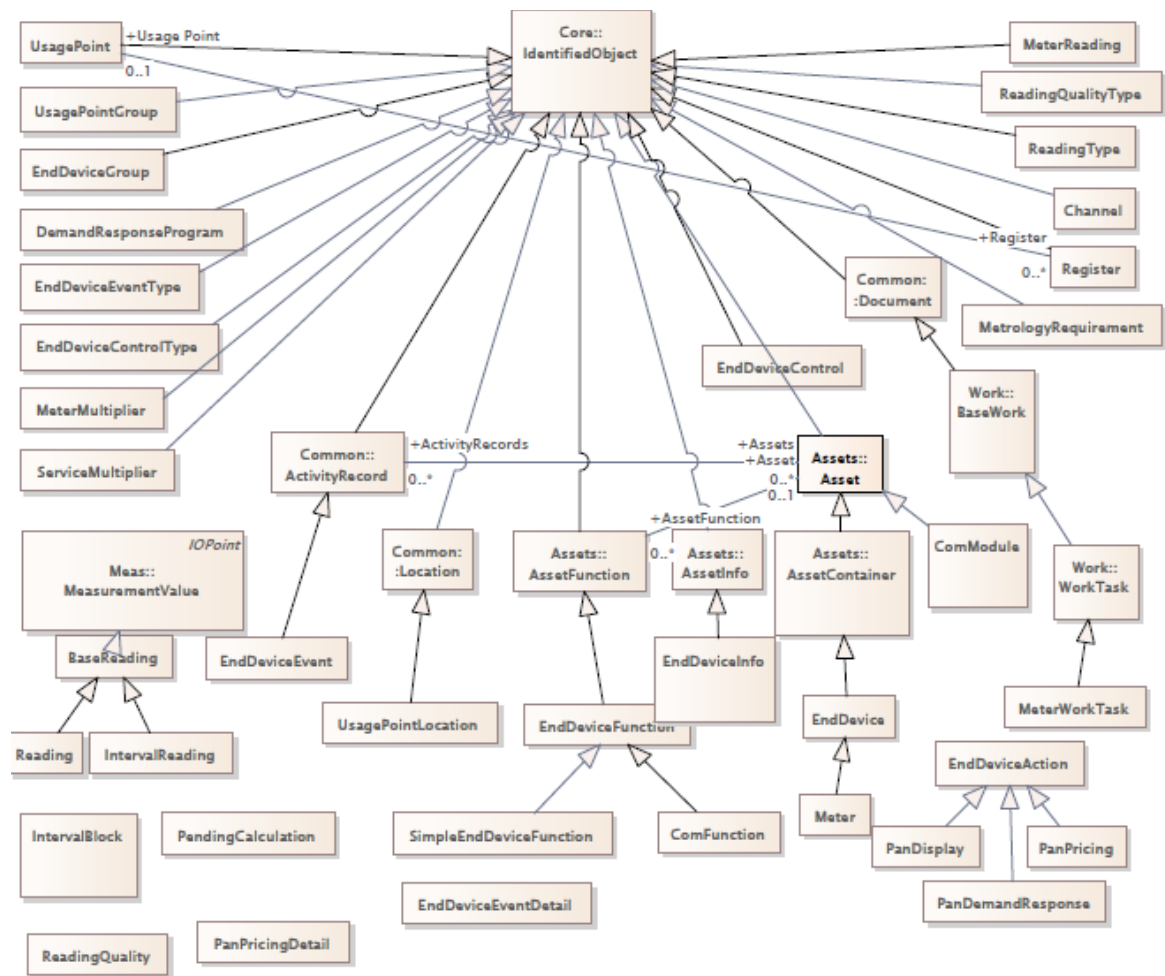 Core::
IdentifiedObject
UsagePoint
+Usage Point
0..1
MeterReading
UsagePointGroup
ReadingQualityType
EndDeviceGroup
ReadingType
DemandResponseProgram
Channel
+Register
0..*
Register
EndDeviceEventType
Common:
:Document
MetrologyRequirement
EndDeviceControlType
EndDeviceControl
MeterMultiplier
Work::
BaseWork
ServiceMultiplier
Common::
ActivityRecord
+ActivityRecords
0..*
+Assets
+Asset
0..*
0..1
Assets::
Asset
+AssetFunction
0..*
IOPoint
Meas::
MeasurementValue
Common:
:Location
Assets::
AssetFunction
Assets::
AssetInfo
Assets::
AssetContainer
ComModule
Work::
WorkTask
BaseReading
EndDeviceEvent
EndDeviceInfo
UsagePointLocation
EndDeviceFunction
EndDevice
MeterWorkTask
Reading
IntervalReading
EndDeviceAction
IntervalBlock
PendingCalculation
SimpleEndDeviceFunction
ComFunction
Meter
PanDisplay
PanPricing
EndDeviceEventDetail
PanDemandResponse
ReadingQuality
PanPricingDetail